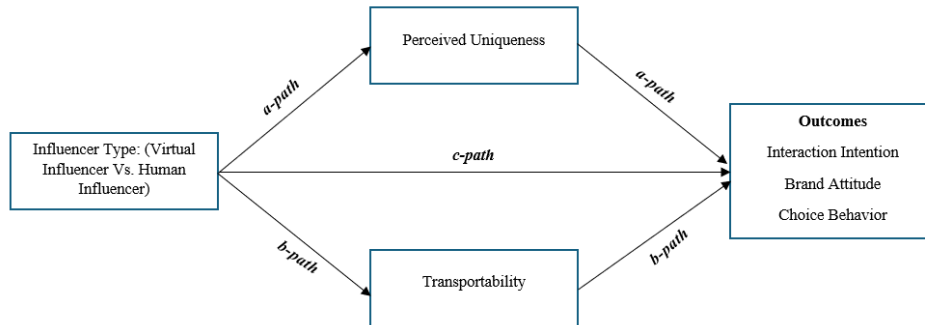 Perceived Uniqueness
a-path
a-path
Influencer Type: (Virtual
Influencer Vs. Human
Influencer)
c-path
Outcomes
Interaction Intention
Brand Attitude
Choice Behavior
b-path
b-path
Transportability